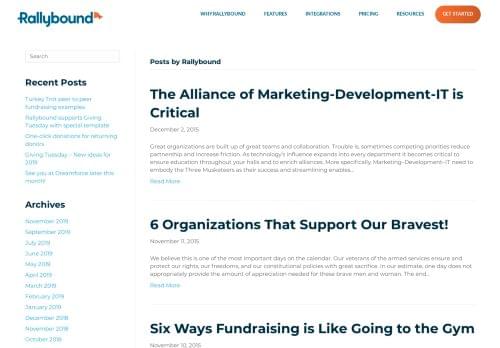 Rallybound
WHY RALLYBOUND
FEATURES
INTEGRATIONS
PRICING
RESOURCES
GET STARTED
Search
Recent Posts
Turkey Trot peer to peer
fundraising examples
Rallybound supports Giving
Tuesday with special template
One-click donations for returning
donors
Giving Tuesday – New ideas for
2019
See you at Dreamforce later this
month!
Archives
November 2019
September 2019
July 2019
June 2019
May 2019
April 2019
March 2019
February 2019
January 2019
December 2018
November 2018
October 2018
Posts by Rallybound
The Alliance of Marketing-Development-IT is
Critical
December 2, 2015
Great organizations are built up of great teams and collaboration. Trouble is, sometimes competing priorities reduce
partnership and increase friction. As technology's influence expands into every department it becomes critical to
ensure education throughout your halls and to enrich alliances. More specifically, Marketing–Development–IT need to
embody the Three Musketeers as their success and streamlining enables...
Read More
6 Organizations That Support Our Bravest!
November 11, 2015
We believe this is one of the most important days on the calendar. Our veterans of the armed services ensure and
protect our rights, our freedoms, and our constitutional policies with great sacrifice. In our estimate, one day does not
appropriately provide the amount of appreciation needed for these brave men and woman. The end...
Read More
Six Ways Fundraising is Like Going to the Gym
November 10, 2015